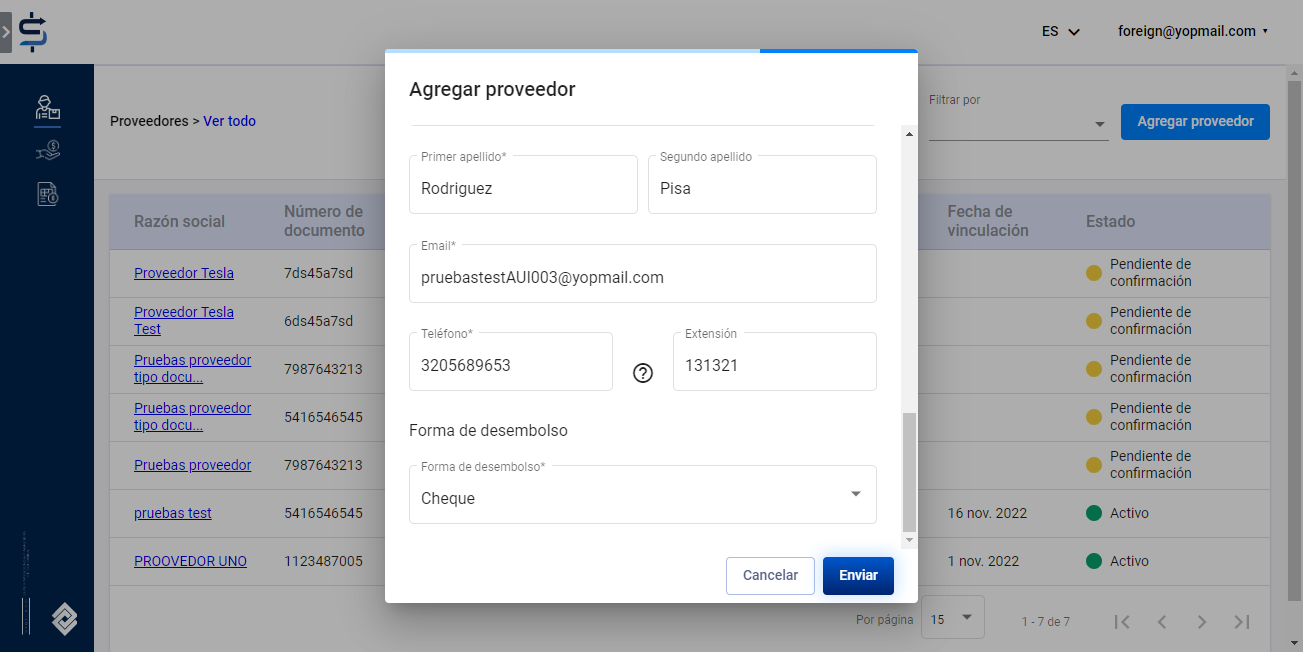 ES
foreign@yopmail.com
Agregar proveedor
Proveedores > Ver todo
Filtrar por
Agregar proveedor
Primer apellido*
Segundo apellido
Rodriguez
Pisa
Email*
pruebastestAUI003@yopmail.com
Teléfono*
Extensión
3205689653
131321
Forma de desembolso
Forma de desembolso*
Cheque
Cancelar
Enviar
Razón social
Número de
documento
Fecha de
vinculación
Estado
Proveedor Tesla
7ds45a7sd
Pendiente de
confirmación
Proveedor Tesla
Test
6ds45a7sd
Pendiente de
confirmación
Pruebas proveedor
tipo docu...
7987643213
Pendiente de
confirmación
Pruebas proveedor
tipo docu...
5416546545
Pendiente de
confirmación
Pruebas proveedor
7987643213
Pendiente de
confirmación
pruebas test
5416546545
16 nov. 2022
Activo
PROOVEDOR UNO
1123487005
1 nov. 2022
Activo
Por página
15
1 - 7 de 7